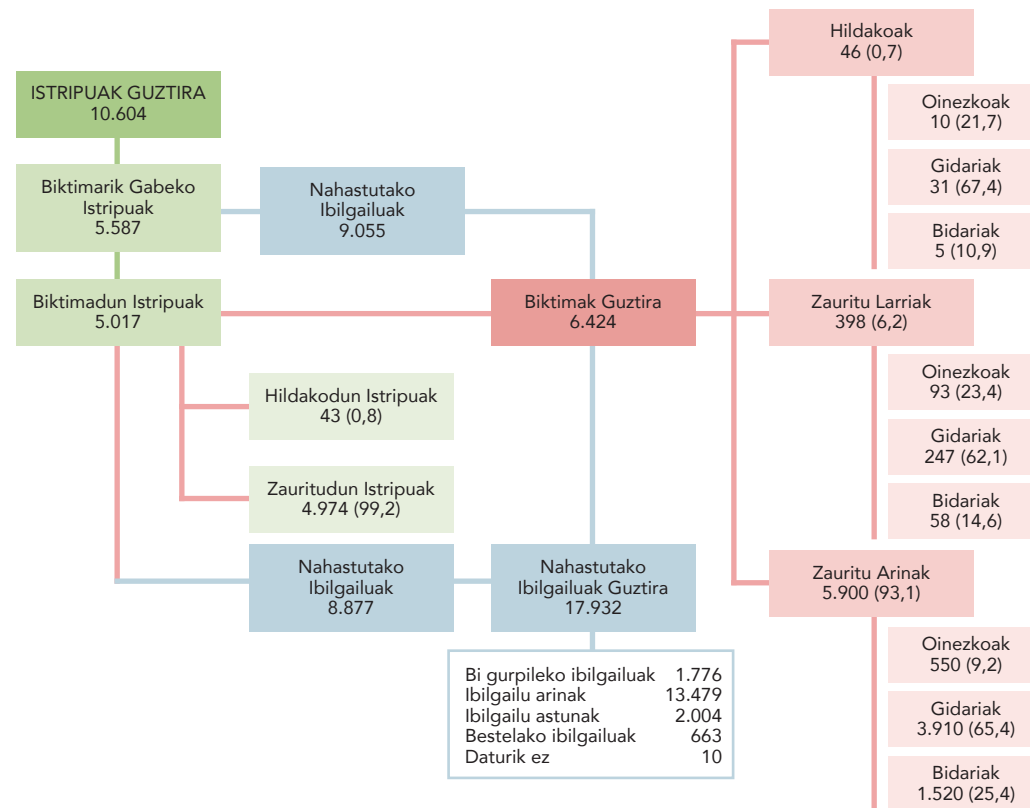 ISTRIPUAK GUZTIRA
10.604
Biktimarik Gabeko
Istripuak
5.587
Nahastutako
Ibilgailuak
9.055
Biktimadun Istripuak
5.017
Biktimak Guztira
6.424
Hildakodun Istripuak
43 (0,8)
Zauritudun Istripuak
4.974 (99,2)
Nahastutako
Ibilgailuak
8.877
Nahastutako
Ibilgailuak Guztira
17.932
Bi gurpileko ibilgailuak 1.776
Ibilgailu arinak 13.479
Ibilgailu astunak 2.004
Bestelako ibilgailuak 663
Daturik ez 10
Hildakoak
46 (0,7)
Oinezkoak
10 (21,7)
Gidariak
31 (67,4)
Bidariak
5 (10,9)
Zauritu Larriak
398 (6,2)
Oinezkoak
93 (23,4)
Gidariak
247 (62,1)
Bidariak
58 (14,6)
Zauritu Arinak
5.900 (93,1)
Oinezkoak
550 (9,2)
Gidariak
3.910 (65,4)
Bidariak
1.520 (25,4)